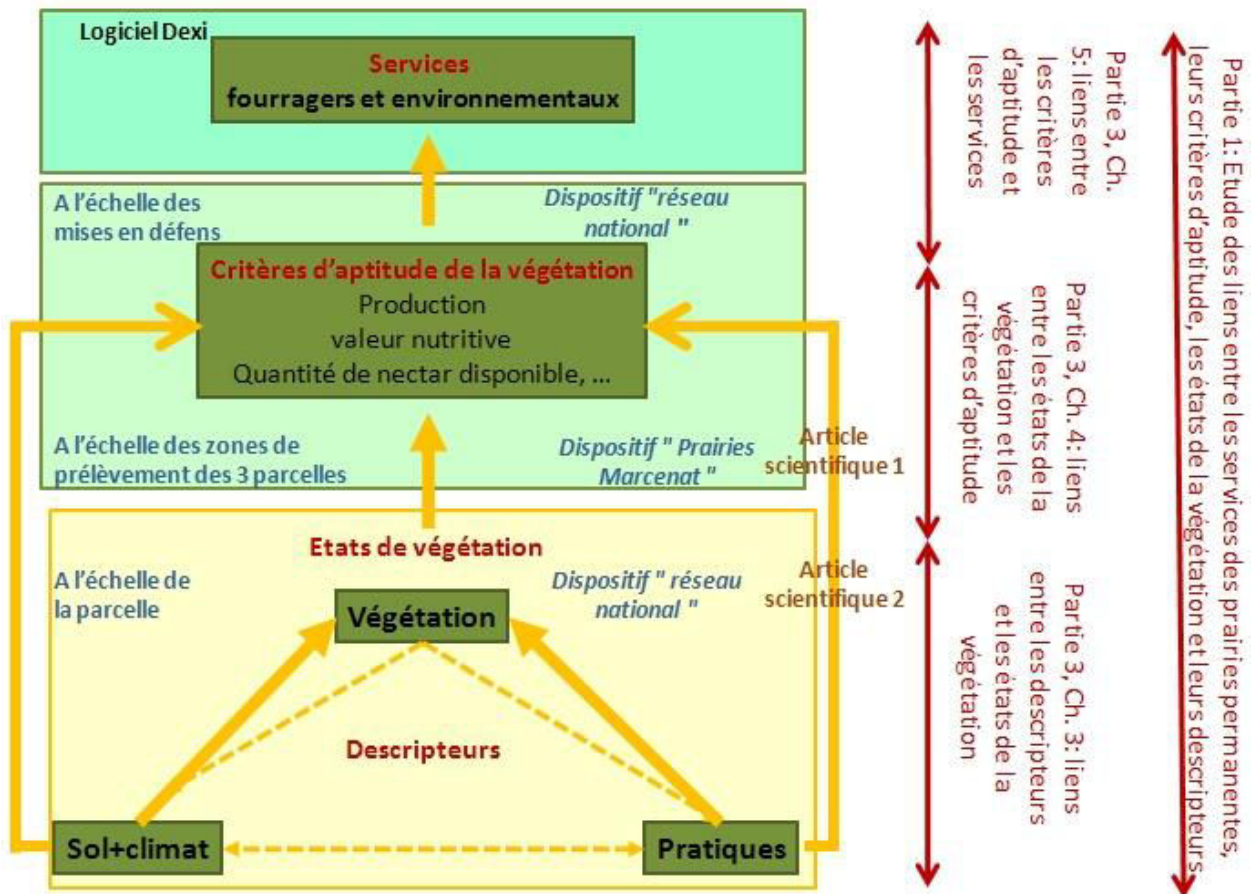 Logiciel Dexi
Services
fourragers et environnementaux
A l'échelle des
mises en défens
Dispositif "réseau
national "
Critères d'aptitude de la végétation
Production
valeur nutritive
Quantité de nectar disponible, ...
A l'échelle des zones de
prélèvement des 3 parcelles
Dispositif " Prairies
Marcenat "
Article
scientifique 1
Etats de végétation
A l'échelle de
la parcelle
Dispositif " réseau
national "
Article
scientifique 2
Végétation
Descripteurs
Sol+climat
Pratiques
Partie 3, Ch.
5: liens entre
les critères
d'aptitude et
les services
Partie 3, Ch. 4: liens
entre les états de la
végétation et les
critères d'aptitude
Partie 3, Ch. 3: liens
entre les descripteurs
et les états de la
végétation
Partie 1: Etude des liens entre les services des prairies permanentes,
leurs critères d'aptitude, les états de la végétation et leurs descripteurs